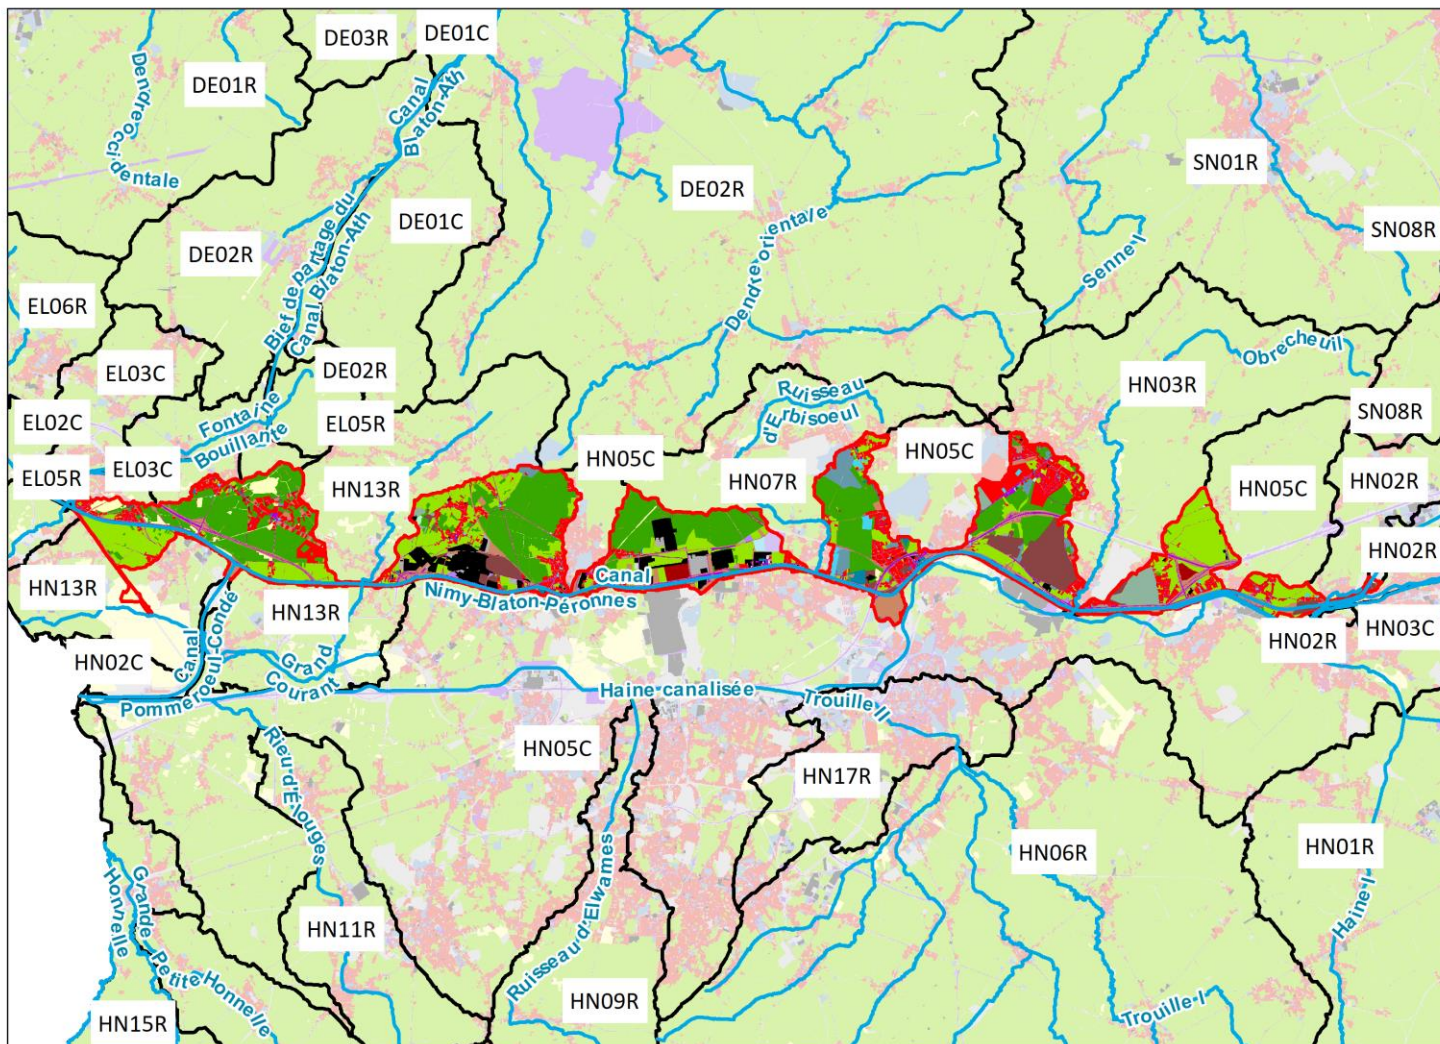 DE03R
DE01C
DE01R
Dendre occidentale
Canal
Blaton-Ath
Bief de partage du
Canal Blaton-Ath
DE02R
DE01C
DE02R
SN01R
SN08R
Senne I
Dendre orientale
EL06R
EL03C
DE02R
EL02C
Fontaine
Bouillante
EL05R
EL03C
EL05R
HN13R
HN05C
Ruisseau
d'Erbisoeul
HN07R
HN05C
HN03R
Obrecheuil
SN08R
HN05C
HN02R
HN02R
HN13R
HN13R
Canal
Nimy-Blaton-Péronnes
HN02R
HN03C
HN02C
Canal
Pommeroeul-Condé
Grand
Courant
Haine canalisée
Trouille II
Rieu d'Élouges
HN05C
HN17R
HN06R
HN01R
Haine I
Ruisseau d'Elwames
HN11R
Grande
Honnelle
Petite Honnelle
HN15R
HN09R
Trouille I